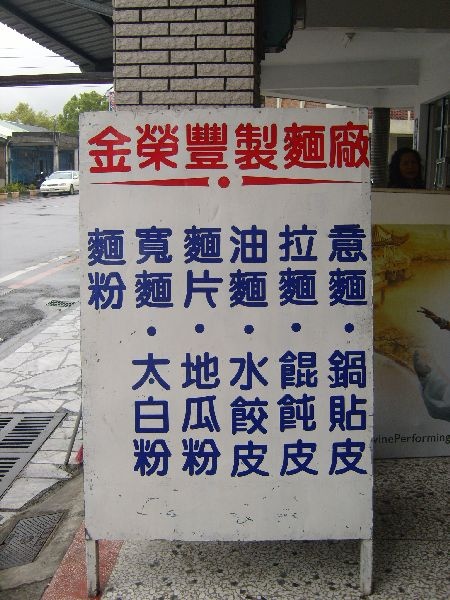 金榮豐製麵廠
意麵・鍋貼皮
拉麵・餛飩皮
油麵・水餃皮
麵片・地瓜粉
寬麵・太白粉
麵粉
vinePerforming